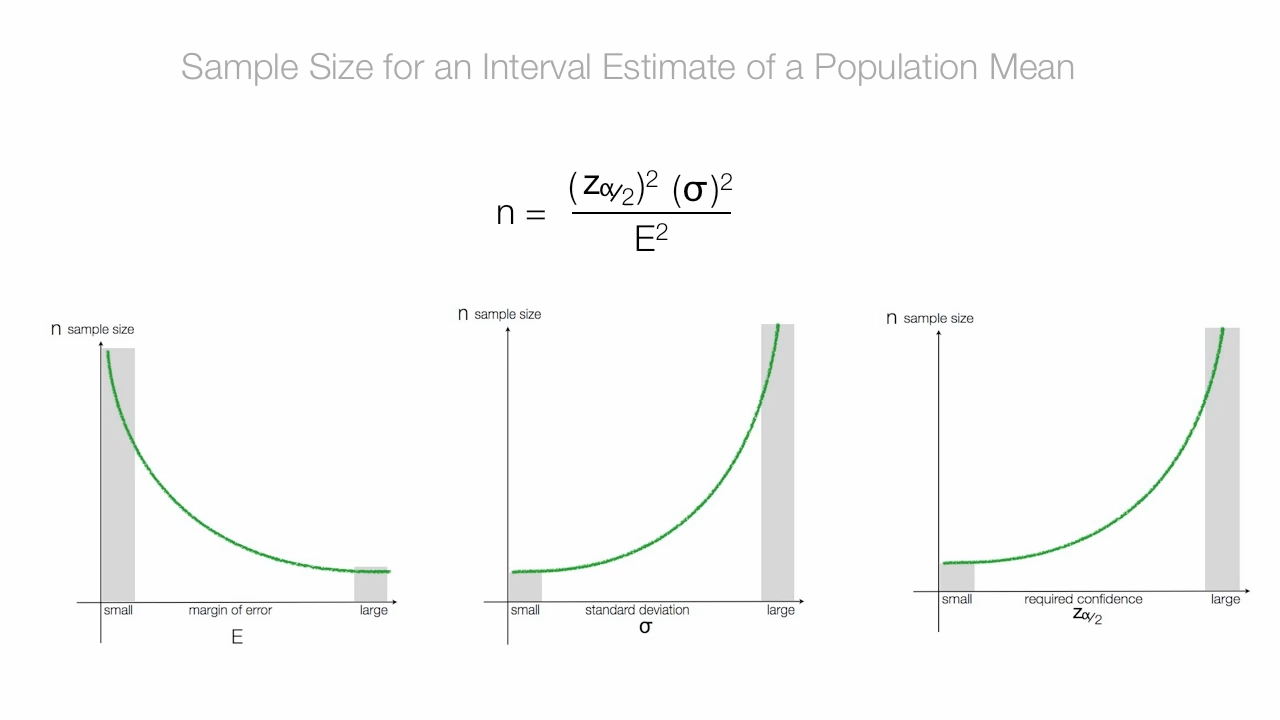 Sample Size for an Interval Estimate of a Population Mean
n = (zα/2)² (σ)²
E²
n sample size
small margin of error large
E
n sample size
small standard deviation large
σ
n sample size
small required confidence large
zα/2